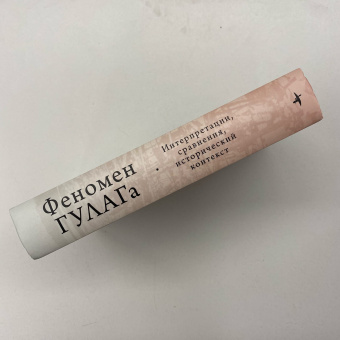 Феномен
ГУЛАГа
Интерпретации,
сравнения,
исторический
контекст